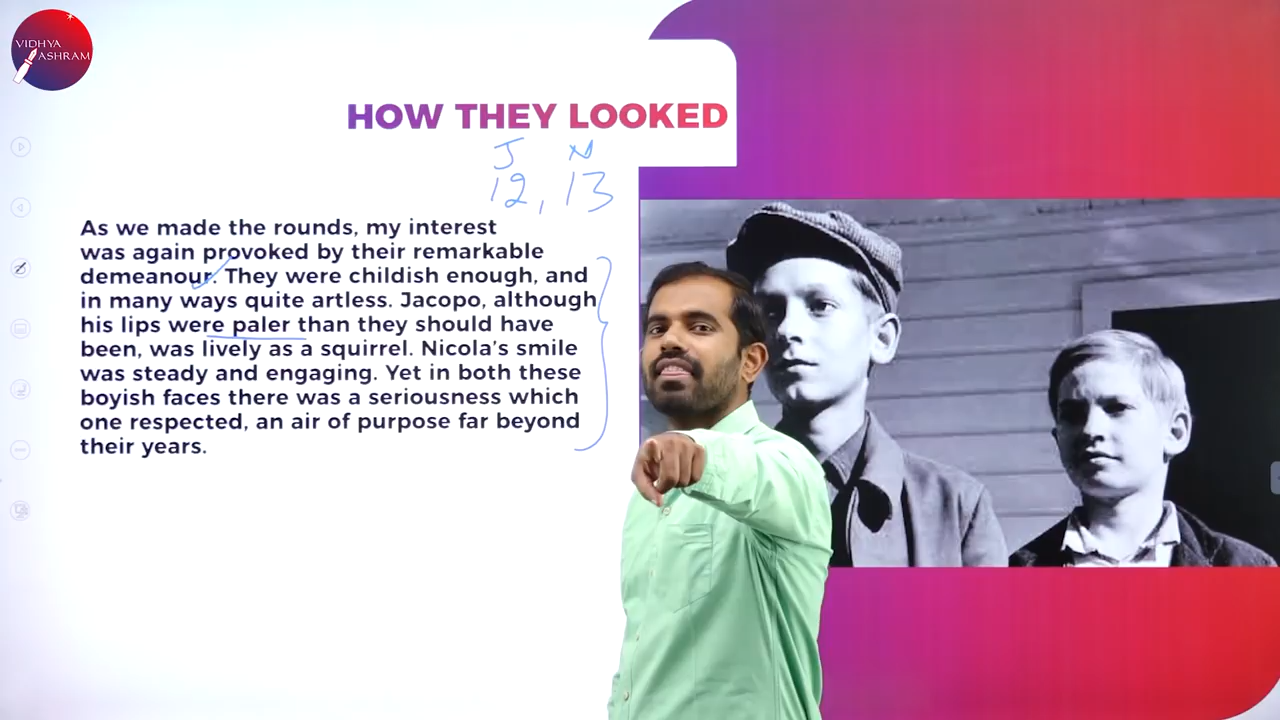 VIDHYA
ASHRAM
HOW THEY LOOKED
J N
12, 13
As we made the rounds, my interest
was again provoked by their remarkable
demeanour. They were childish enough, and
in many ways quite artless. Jacopo, although
his lips were paler than they should have
been, was lively as a squirrel. Nicola's smile
was steady and engaging. Yet in both these
boyish faces there was a seriousness which
one respected, an air of purpose far beyond
their years.